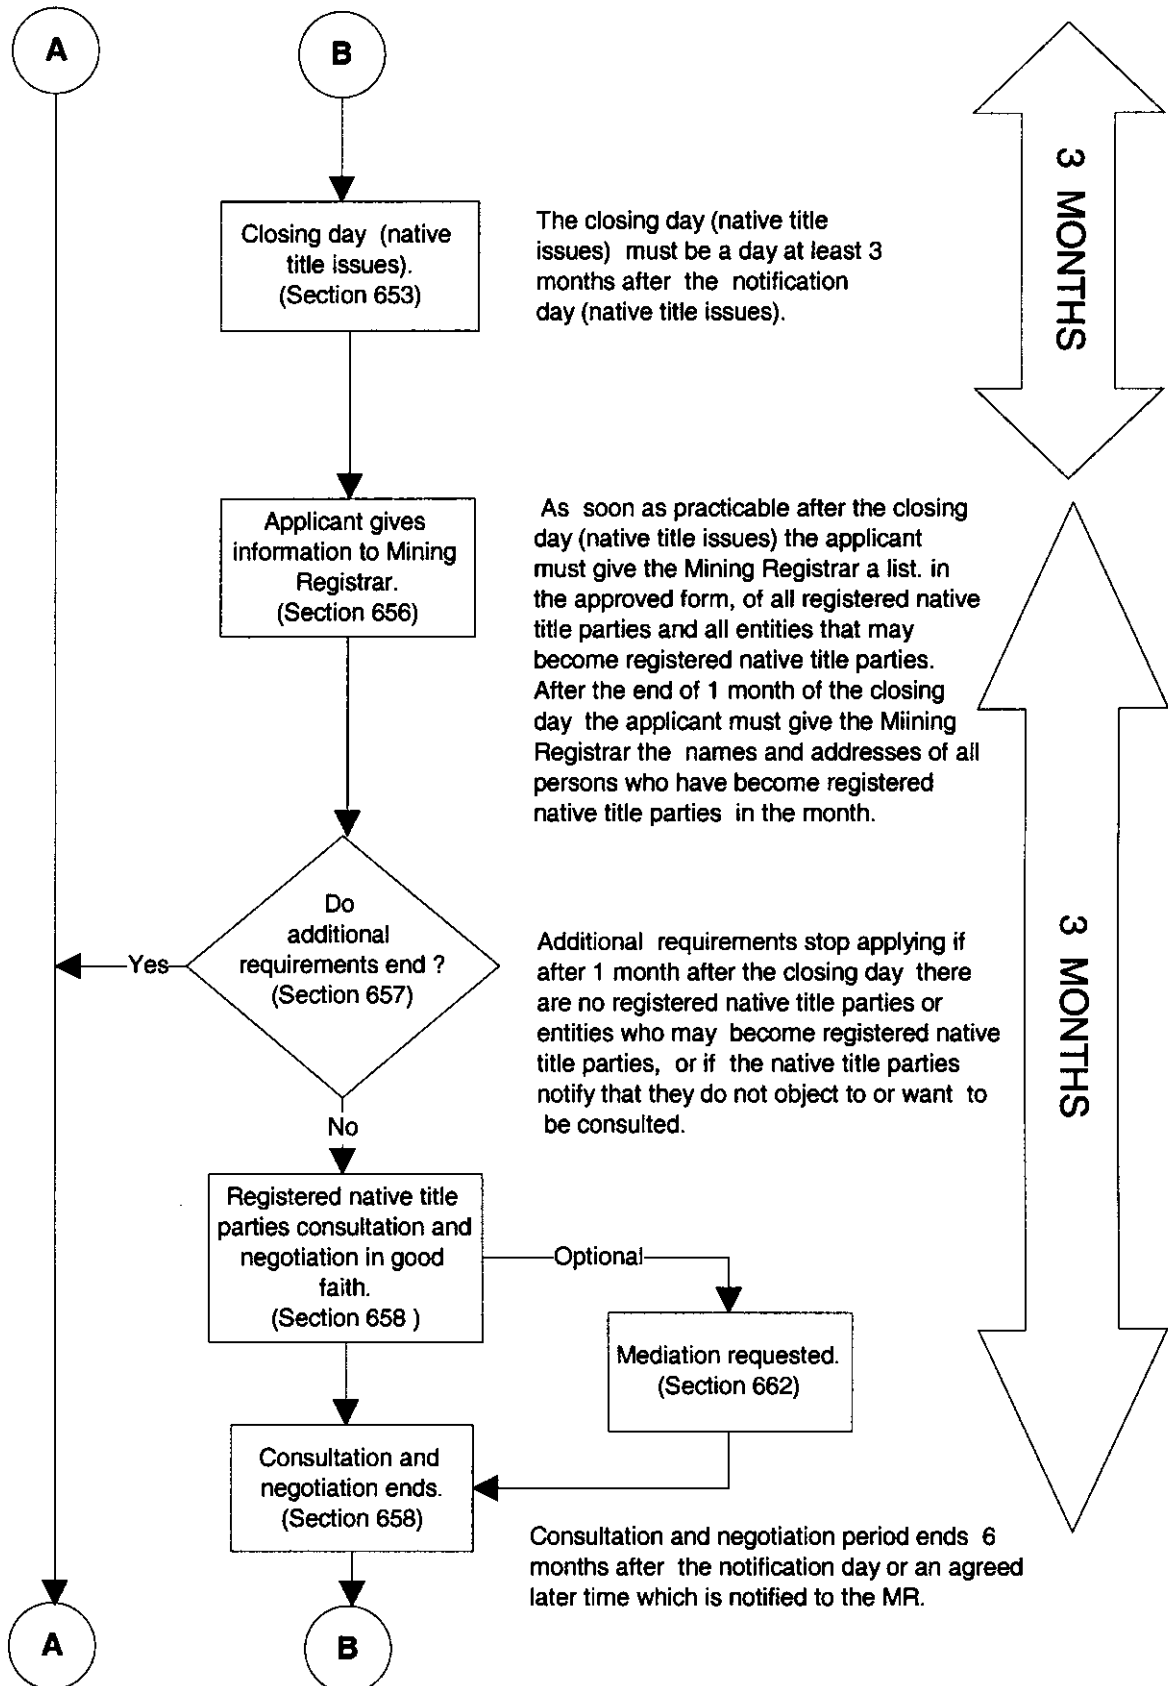 A
B
3 MONTHS
Closing day (native
title issues).
(Section 653)
The closing day (native title
issues) must be a day at least 3
months after the notification
day (native title issues).
Applicant gives
information to Mining
Registrar.
(Section 656)
As soon as practicable after the closing
day (native title issues) the applicant
must give the Mining Registrar a list. in
the approved form, of all registered native
title parties and all entities that may
become registered native title parties.
After the end of 1 month of the closing
day the applicant must give the Miining
Registrar the names and addresses of all
persons who have become registered
native title parties in the month.
3 MONTHS
Do
additional
requirements end ?
(Section 657)
Yes
Additional requirements stop applying if
after 1 month after the closing day there
are no registered native title parties or
entities who may become registered native
title parties, or if the native title parties
notify that they do not object to or want to
be consulted.
No
Registered native title
parties consultation and
negotiation in good
faith.
(Section 658 )
Optional
Mediation requested.
(Section 662)
Consultation and
negotiation ends.
(Section 658)
Consultation and negotiation period ends 6
months after the notification day or an agreed
later time which is notified to the MR.
A
B